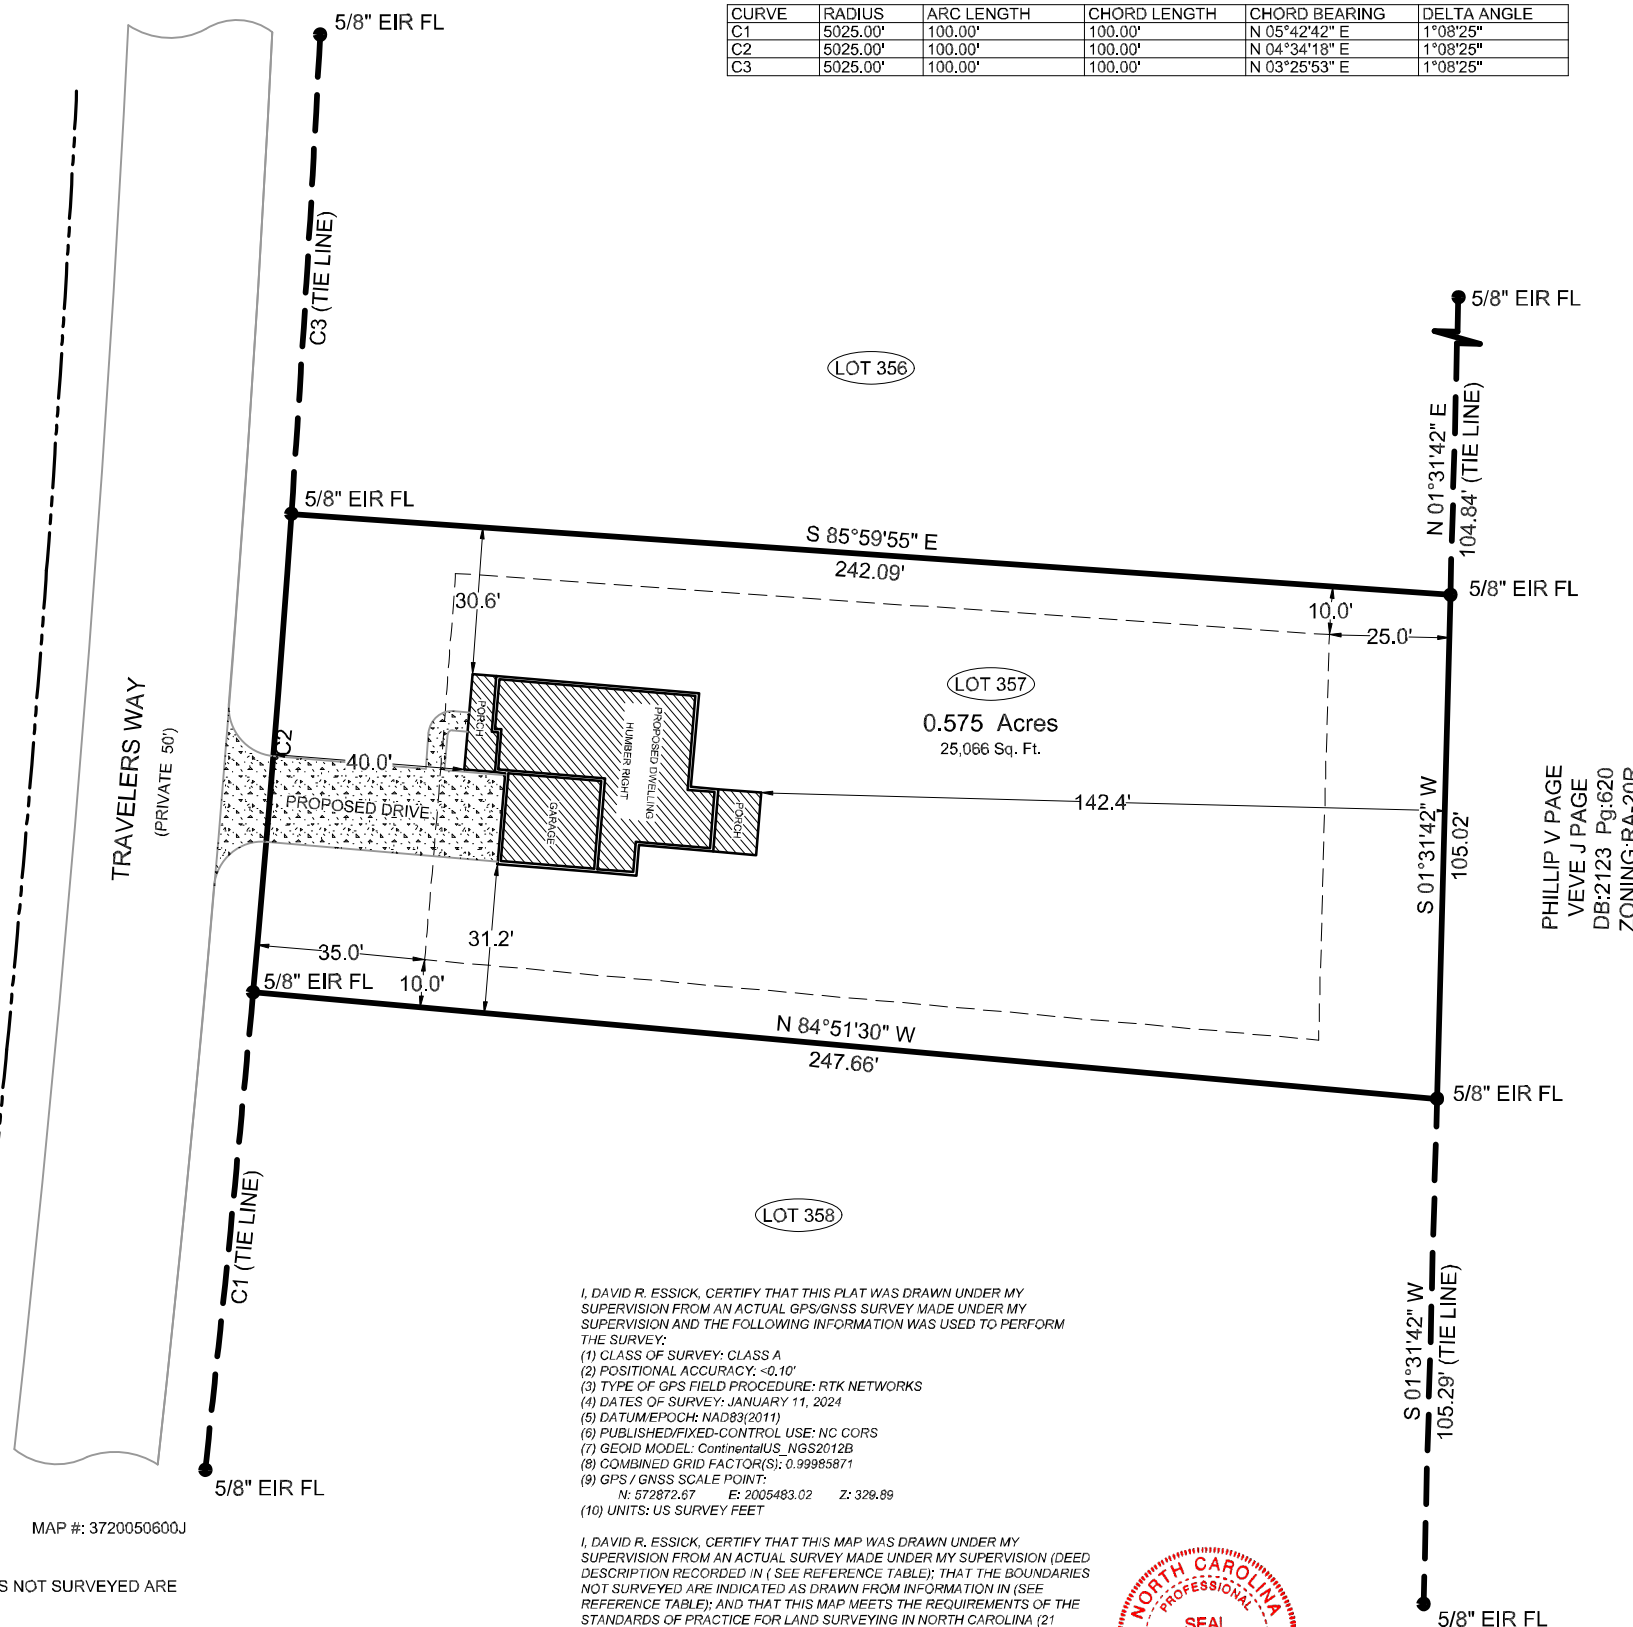 CURVE RADIUS ARC LENGTH CHORD LENGTH CHORD BEARING DELTA ANGLE
C1 5025.00' 100.00' 100.00' N 05°42'42" E 1°08'25"
C2 5025.00' 100.00' 100.00' N 04°34'18" E 1°08'25"
C3 5025.00' 100.00' 100.00' N 03°25'53" E 1°08'25"
5/8" EIR FL
C3 (TIE LINE)
5/8" EIR FL
LOT 356
N 01°31'42" E
104.84' (TIE LINE)
5/8" EIR FL
S 85°59'55" E
242.09'
5/8" EIR FL
30.6'
10.0'
25.0'
LOT 357
0.575 Acres
25,066 Sq. Ft.
TRAVELERS WAY
(PRIVATE 50')
C2
40.0'
PROPOSED DRIVE
PORCH
PROPOSED DWELLING
HUMBER RIGHT
GARAGE
PORCH
142.4'
S 01°31'42" W
105.02'
PHILLIP V PAGE
VEVE J PAGE
DB:2123 Pg:620
ZONING:RA-20R
31.2'
35.0'
10.0'
5/8" EIR FL
N 84°51'30" W
247.66'
5/8" EIR FL
C1 (TIE LINE)
LOT 358
S 01°31'42" W
105.29' (TIE LINE)
5/8" EIR FL
5/8" EIR FL
I, DAVID R. ESSICK, CERTIFY THAT THIS PLAT WAS DRAWN UNDER MY
SUPERVISION FROM AN ACTUAL GPS/GNSS SURVEY MADE UNDER MY
SUPERVISION AND THE FOLLOWING INFORMATION WAS USED TO PERFORM
THE SURVEY:
(1) CLASS OF SURVEY: CLASS A
(2) POSITIONAL ACCURACY: <0.10'
(3) TYPE OF GPS FIELD PROCEDURE: RTK NETWORKS
(4) DATES OF SURVEY: JANUARY 11, 2024
(5) DATUM/EPOCH: NAD83(2011)
(6) PUBLISHED/FIXED-CONTROL USE: NC CORS
(7) GEOID MODEL: ContinentalUS_NGS2012B
(8) COMBINED GRID FACTOR(S): 0.99985871
(9) GPS / GNSS SCALE POINT:
N: 572872.67 E: 2005483.02 Z: 329.89
(10) UNITS: US SURVEY FEET
MAP #: 3720050600J
S NOT SURVEYED ARE
I, DAVID R. ESSICK, CERTIFY THAT THIS MAP WAS DRAWN UNDER MY
SUPERVISION FROM AN ACTUAL SURVEY MADE UNDER MY SUPERVISION (DEED
DESCRIPTION RECORDED IN ( SEE REFERENCE TABLE); THAT THE BOUNDARIES
NOT SURVEYED ARE INDICATED AS DRAWN FROM INFORMATION IN (SEE
REFERENCE TABLE); AND THAT THIS MAP MEETS THE REQUIREMENTS OF THE
STANDARDS OF PRACTICE FOR LAND SURVEYING IN NORTH CAROLINA (21
NORTH CAROLINA
PROFESSIONAL
SEAL